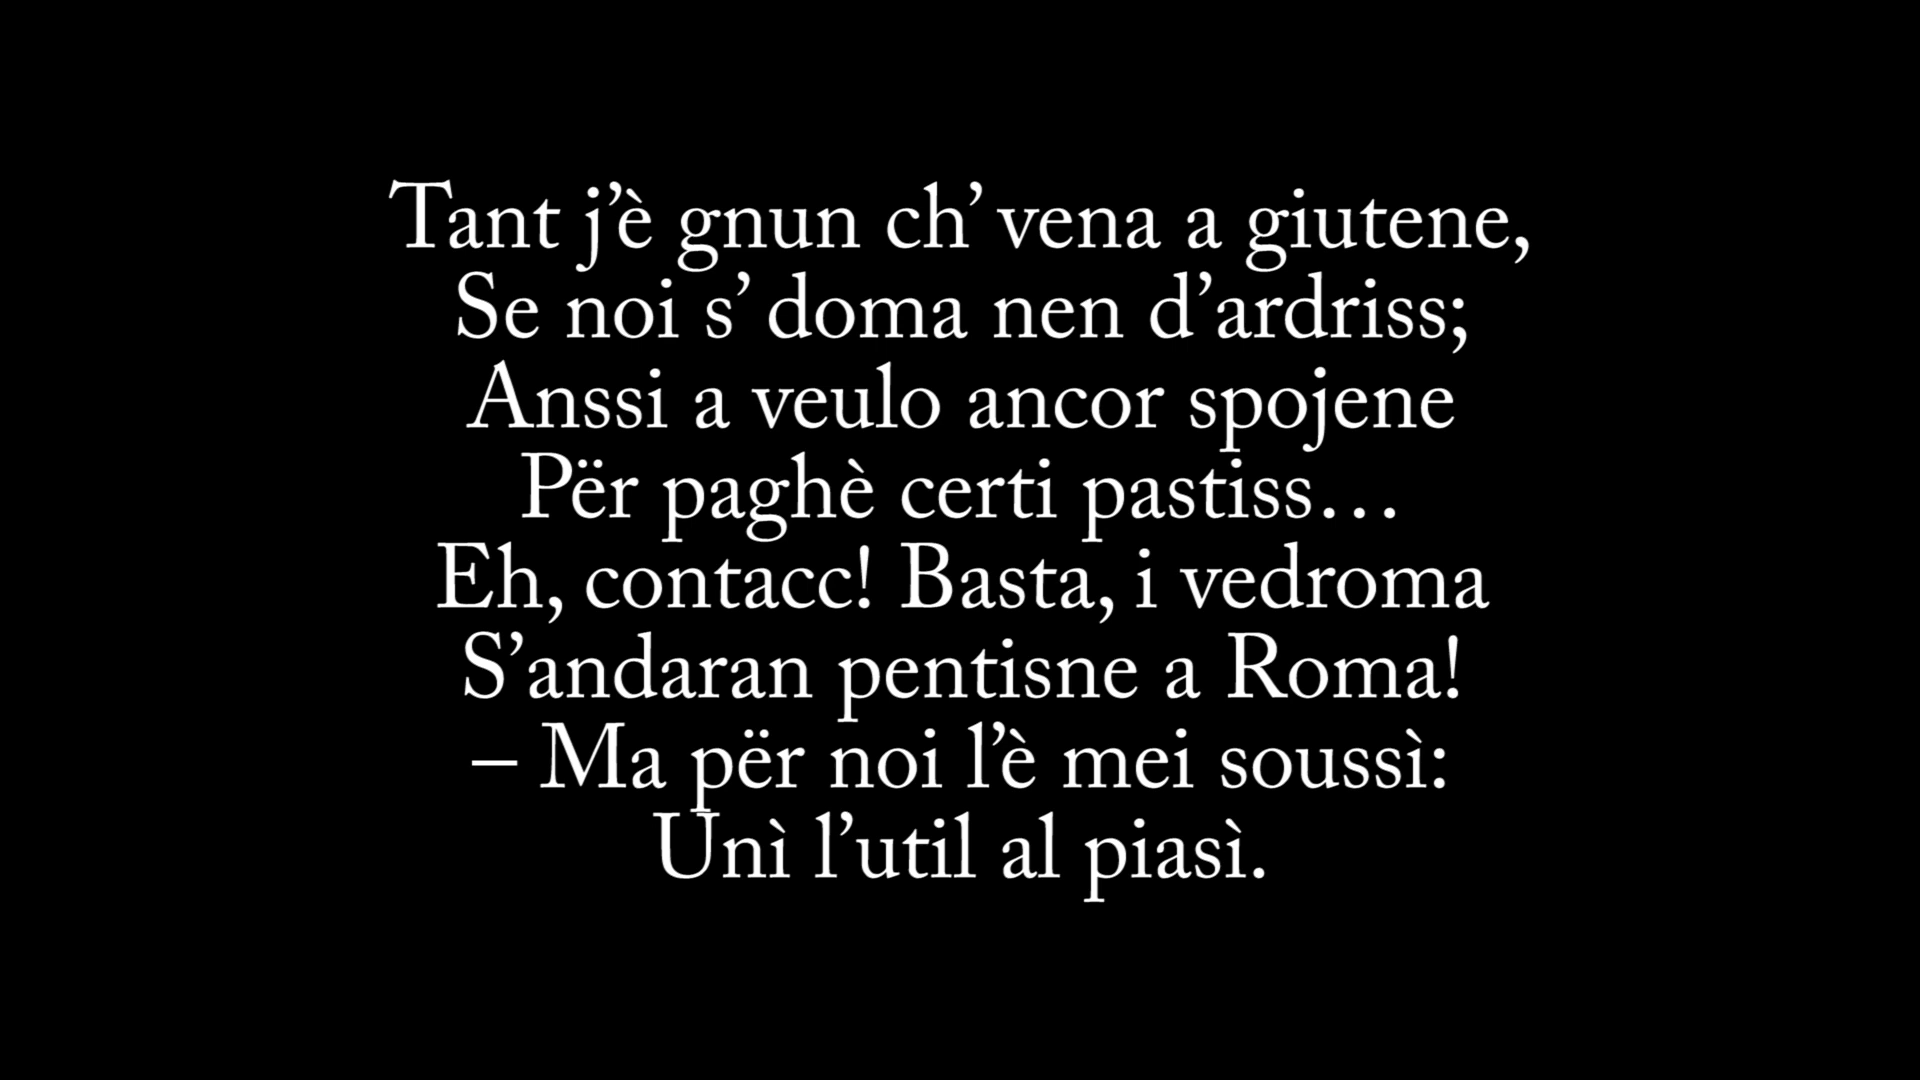 Tant j’è gnun ch’ vena a giutene,
Se noi s’ doma nen d’ardriss;
Anssi a veulo ancor spojene
Për paghè certi pastiss…
Eh, contacc! Basta, i vedroma
S’andaran pentisne a Roma!
– Ma për noi l’è mei soussì:
Unì l’util al piasì.